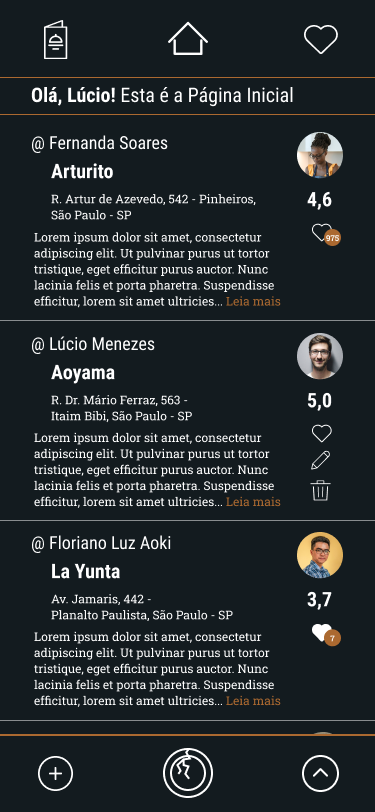 Olá, Lúcio! Esta é a Página Inicial
@ Fernanda Soares
Arturito
R. Artur de Azevedo, 542 - Pinheiros,
São Paulo - SP
4,6
975
Lorem ipsum dolor sit amet, consectetur
adipiscing elit. Ut pulvinar purus ut tortor
tristique, eget efficitur purus auctor. Nunc
lacinia felis et porta pharetra. Suspendisse
efficitur, lorem sit amet ultricies... Leia mais
@ Lúcio Menezes
Aoyama
R. Dr. Mário Ferraz, 563 -
Itaim Bibi, São Paulo - SP
5,0
Lorem ipsum dolor sit amet, consectetur
adipiscing elit. Ut pulvinar purus ut tortor
tristique, eget efficitur purus auctor. Nunc
lacinia felis et porta pharetra. Suspendisse
efficitur, lorem sit amet ultricies... Leia mais
@ Floriano Luz Aoki
La Yunta
Av. Jamaris, 442 -
Planalto Paulista, São Paulo - SP
3,7
7
Lorem ipsum dolor sit amet, consectetur
adipiscing elit. Ut pulvinar purus ut tortor
tristique, eget efficitur purus auctor. Nunc
lacinia felis et porta pharetra. Suspendisse
efficitur, lorem sit amet ultricies... Leia mais